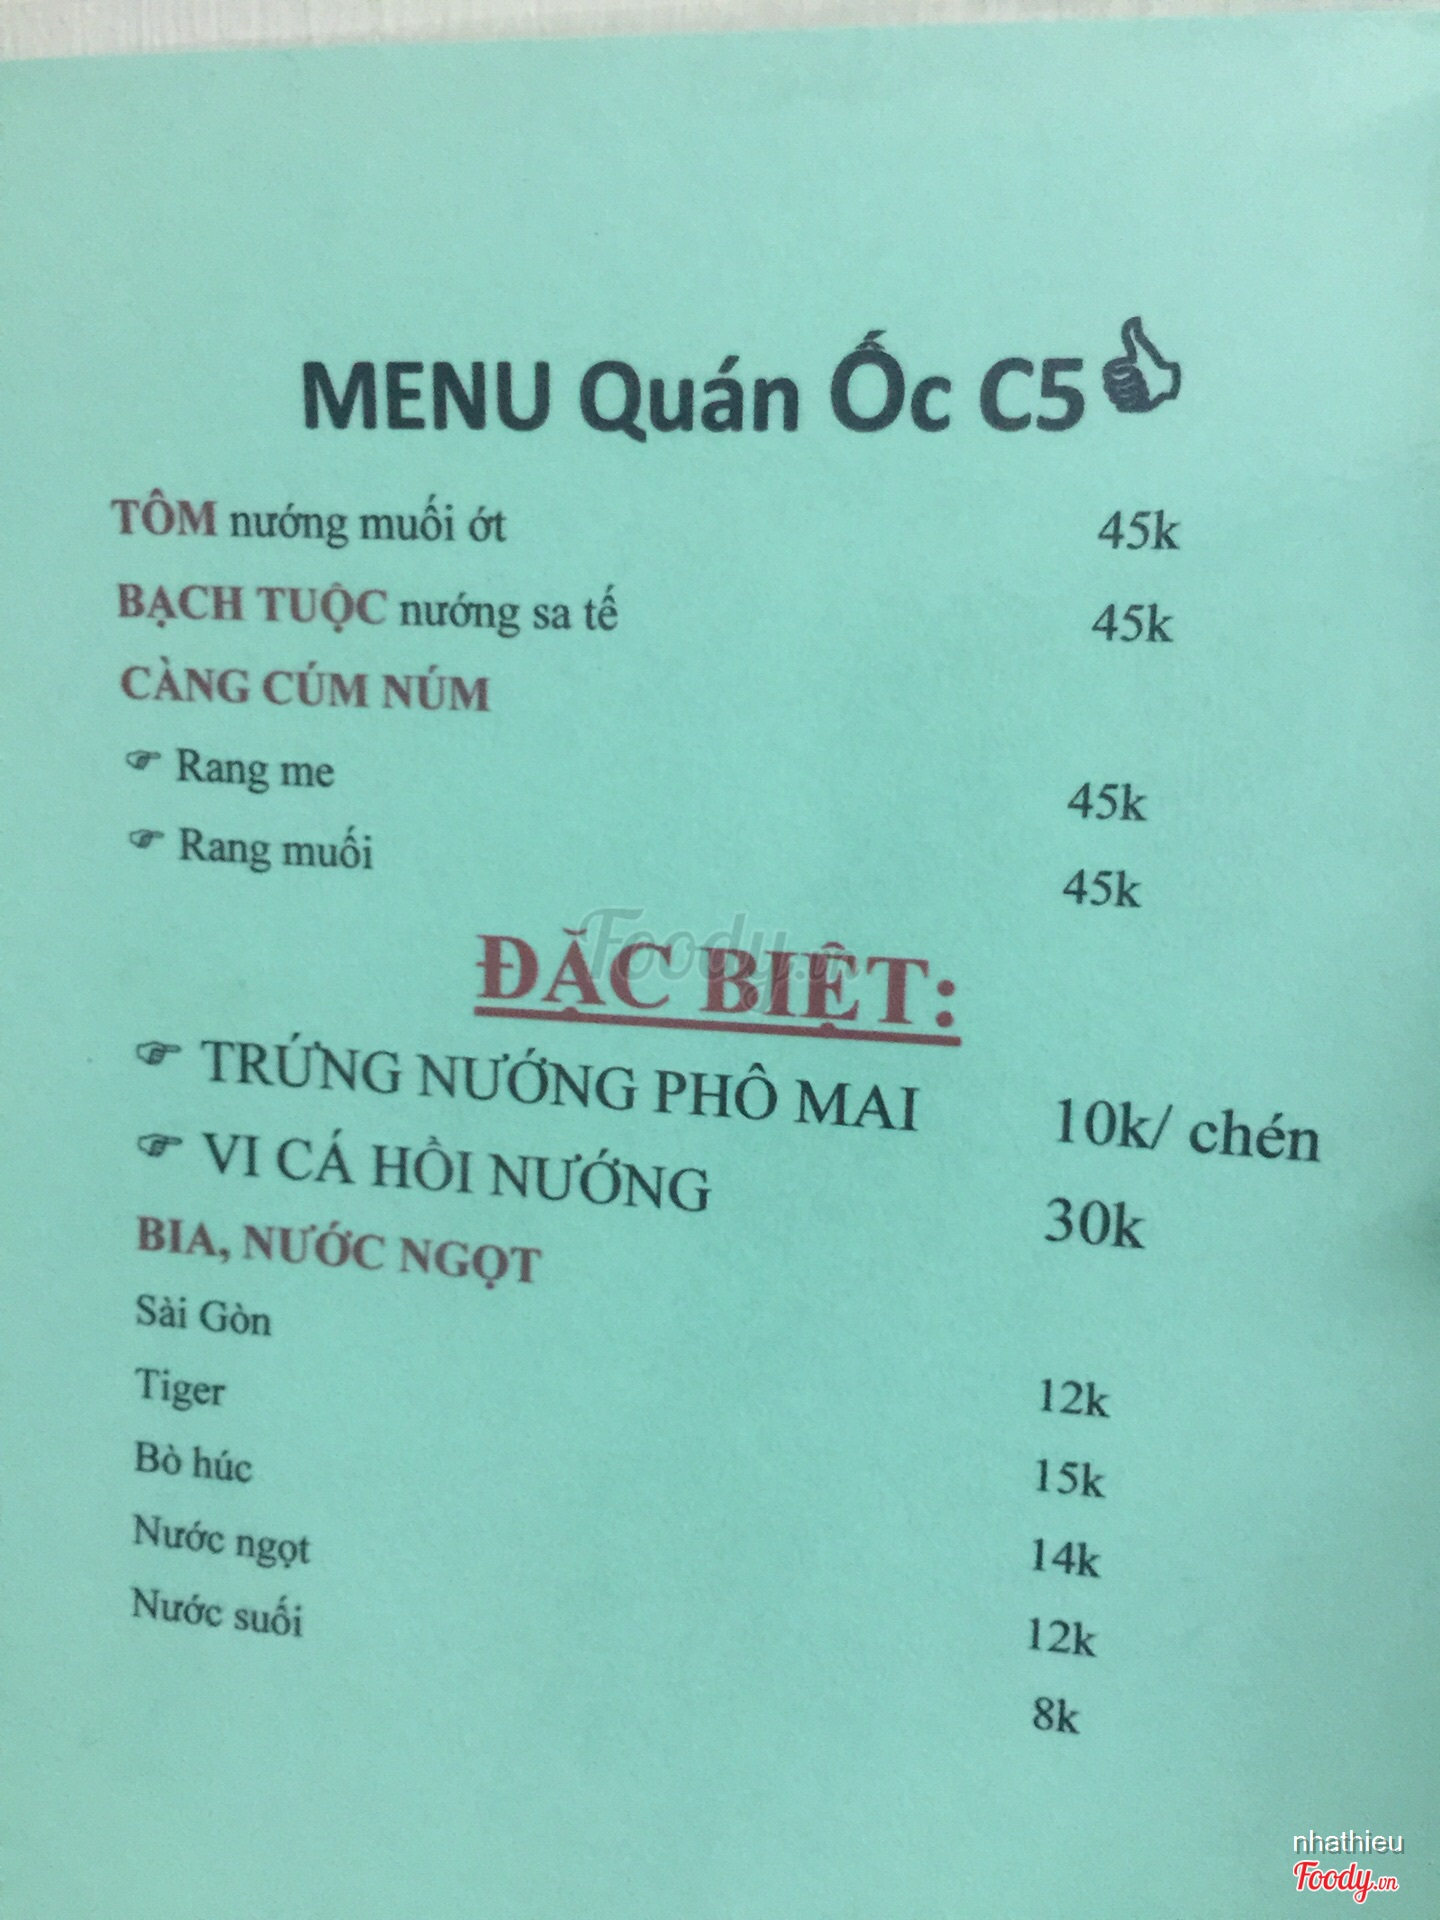 MENU Quán Ốc C5
TÔM nướng muối ớt 45k
BẠCH TUỘC nướng sa tế 45k
CÀNG CÚM NÚM
Rang me 45k
Rang muối 45k
ĐẶC BIỆT:
TRỨNG NƯỚNG PHÔ MAI 10k/ chén
VI CÁ HỒI NƯỚNG 30k
BIA, NƯỚC NGỌT
Sài Gòn 12k
Tiger 15k
Bò húc 14k
Nước ngọt 12k
Nước suối 8k
Foody.vn
nhathieu
Foody.vn